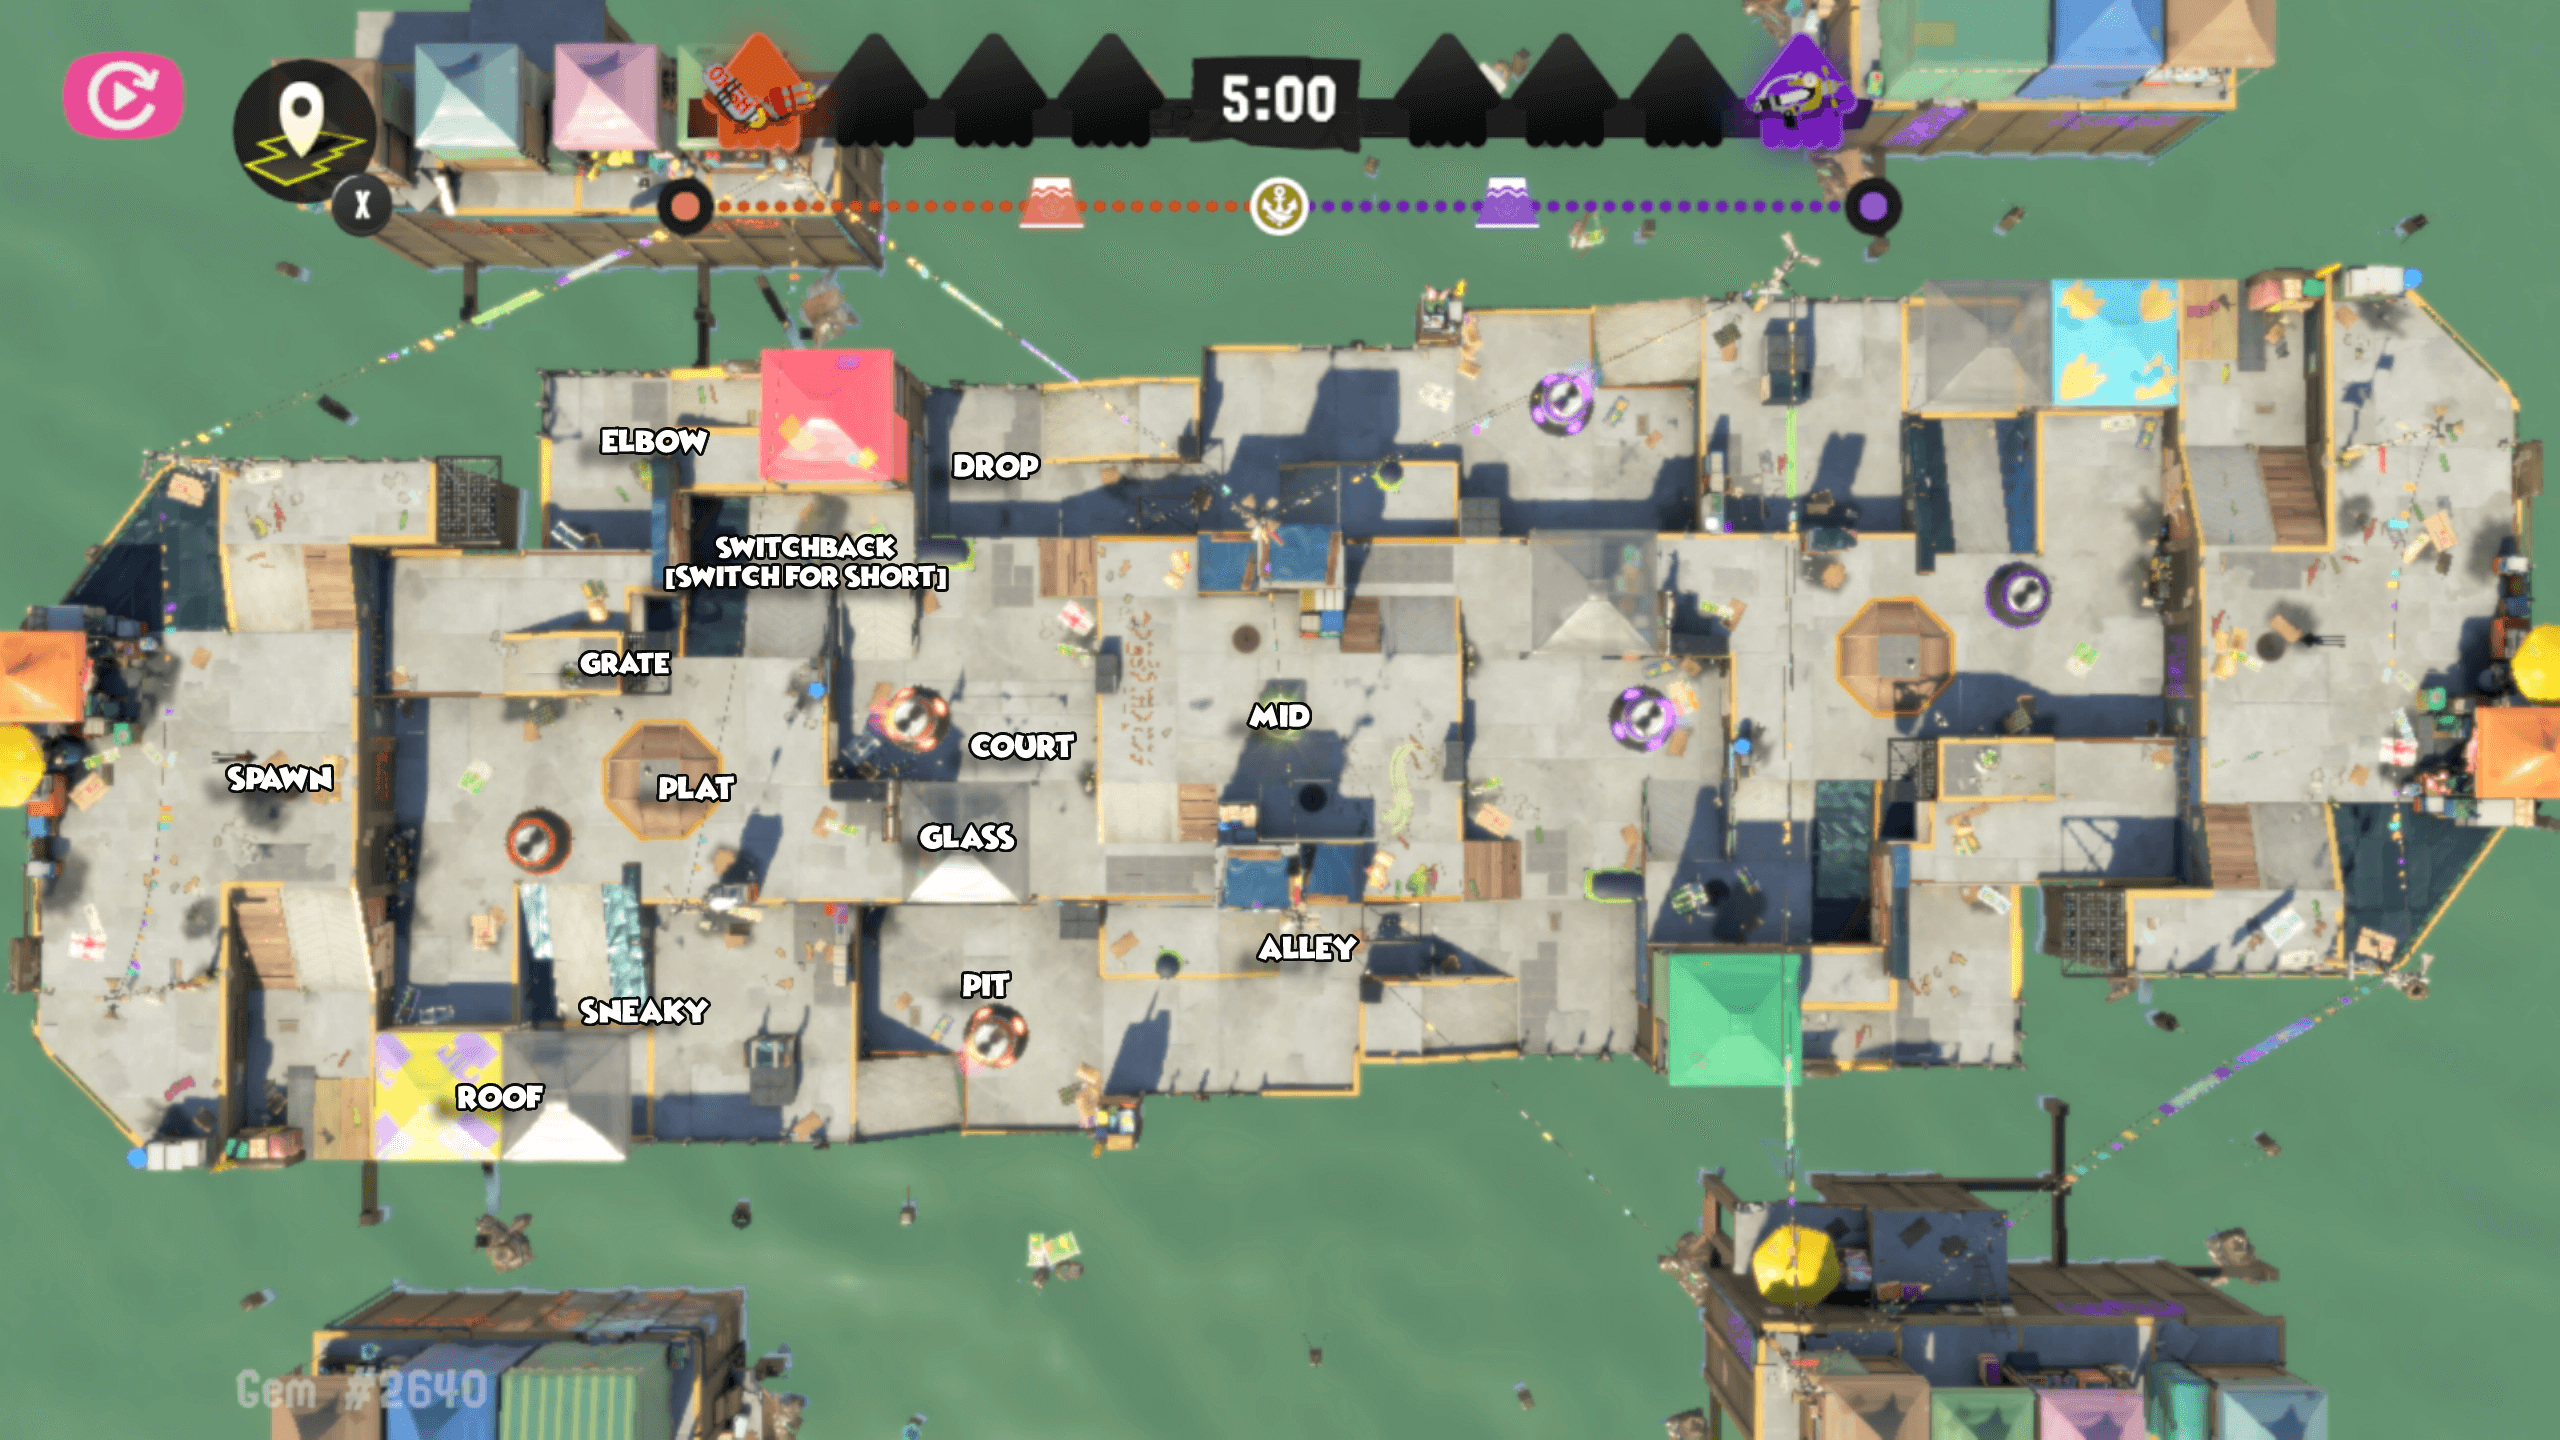 5:00
X
ELBOW
DROP
SWITCHBACK
[SWITCH FOR SHORT]
GRATE
MID
COURT
SPAWN
PLAT
GLASS
ALLEY
PIT
SNEAKY
ROOF
Gem #2640